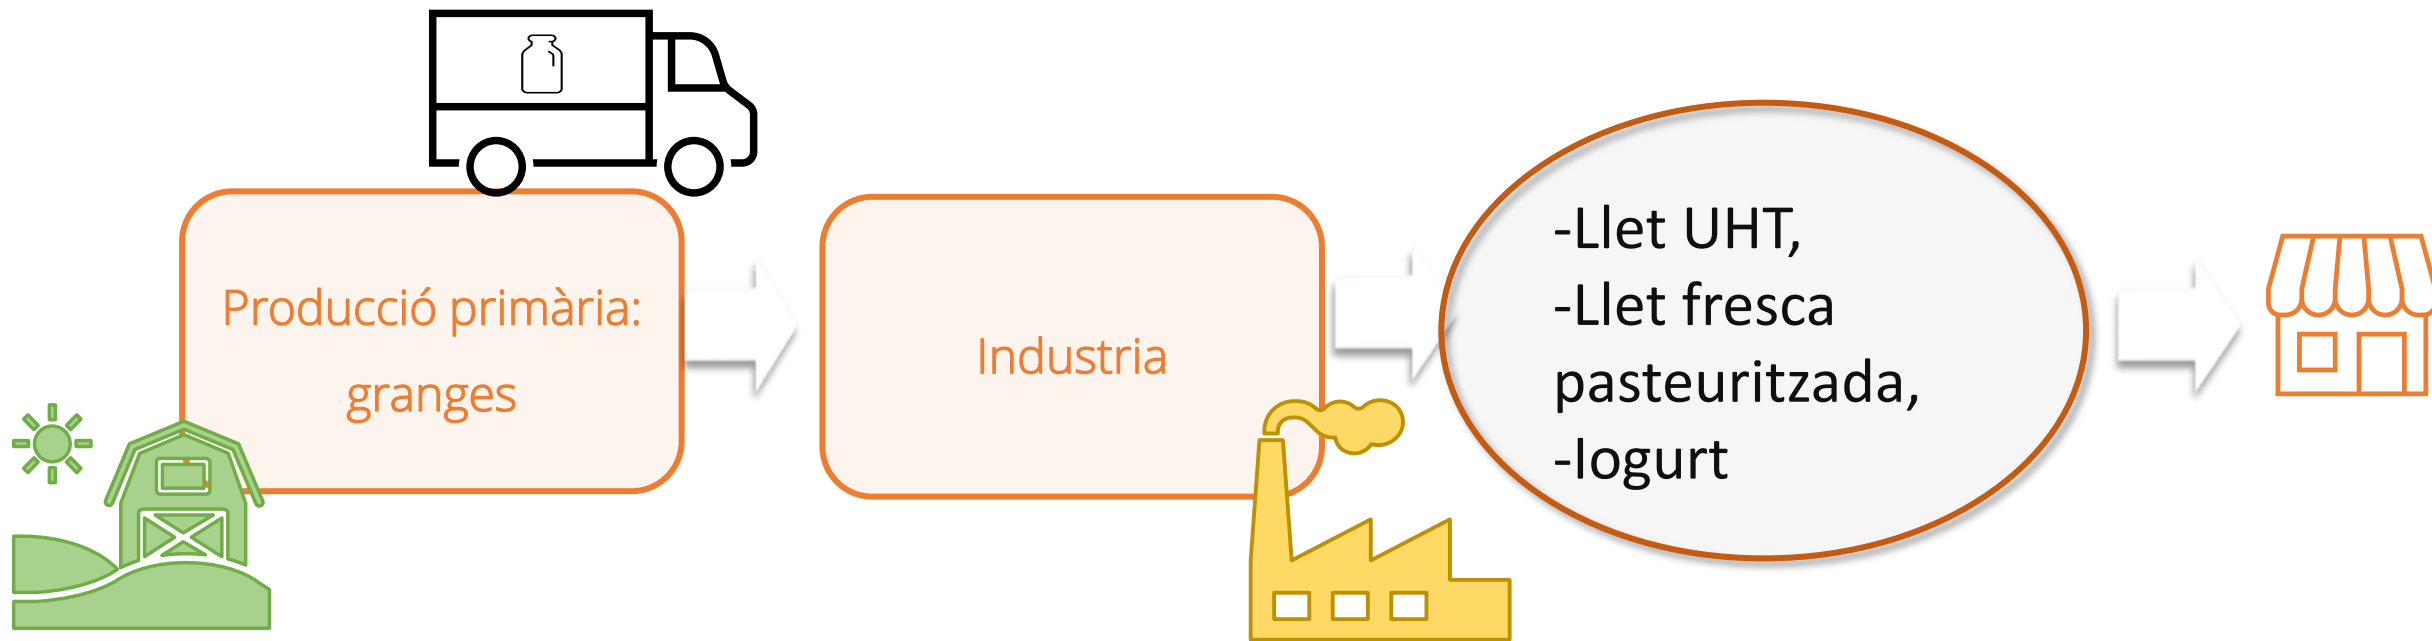 Producció primària:
granges
Industria
-Llet UHT,
-Llet fresca
pasteuritzada,
-Iogurt